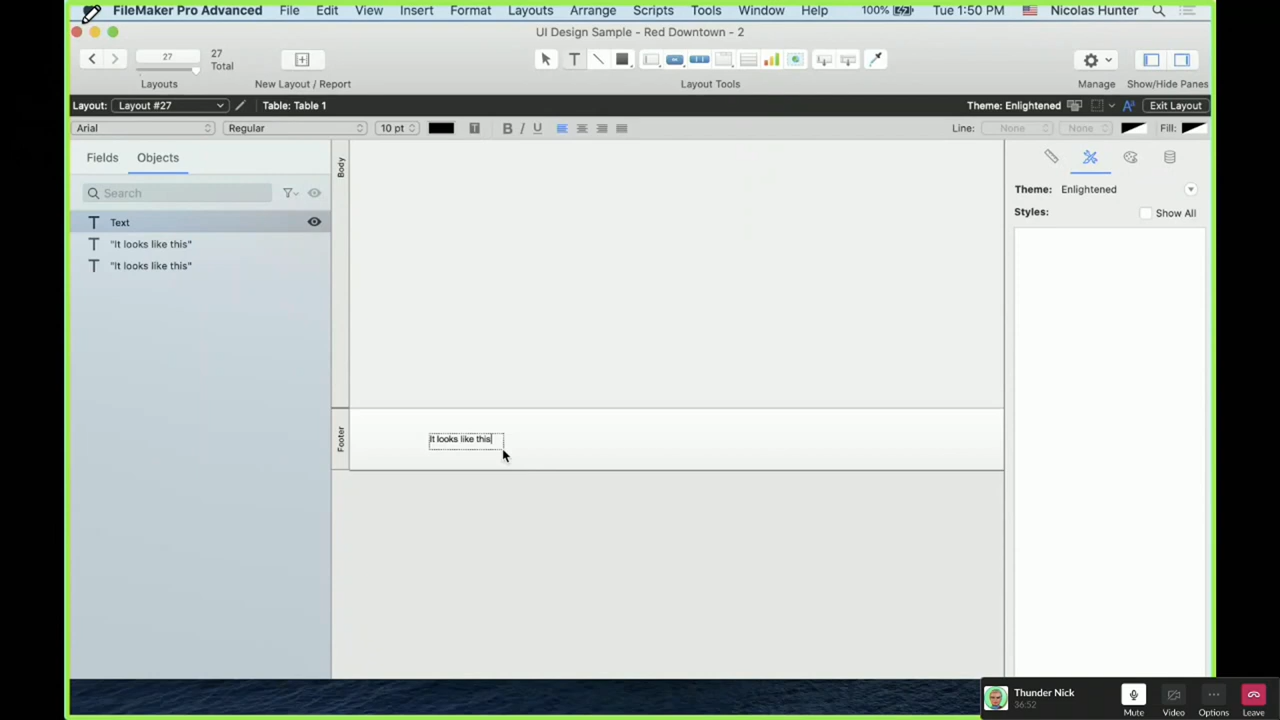 FileMaker Pro Advanced File Edit View Insert Format Layouts Arrange Scripts Tools Window Help 100% Tue 1:50 PM Nicolas Hunter
UI Design Sample - Red Downtown - 2
27
27
Total
Layouts
New Layout / Report
T
Layout Tools
Manage
Show/Hide Panes
Layout: Layout #27 Table: Table 1 Theme: Enlightened Exit Layout
Arial Regular 10 pt T B I U Line: None None Fill:
Fields Objects
Search
T Text
T "It looks like this"
T "It looks like this"
Body
Footer
It looks like this
Theme: Enlightened
Styles: Show All
Thunder Nick
36:52
Mute Video Options Leave